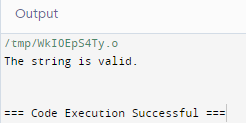 Output
/tmp/WkIOEpS4Ty.o
The string is valid.
=== Code Execution Successful ===